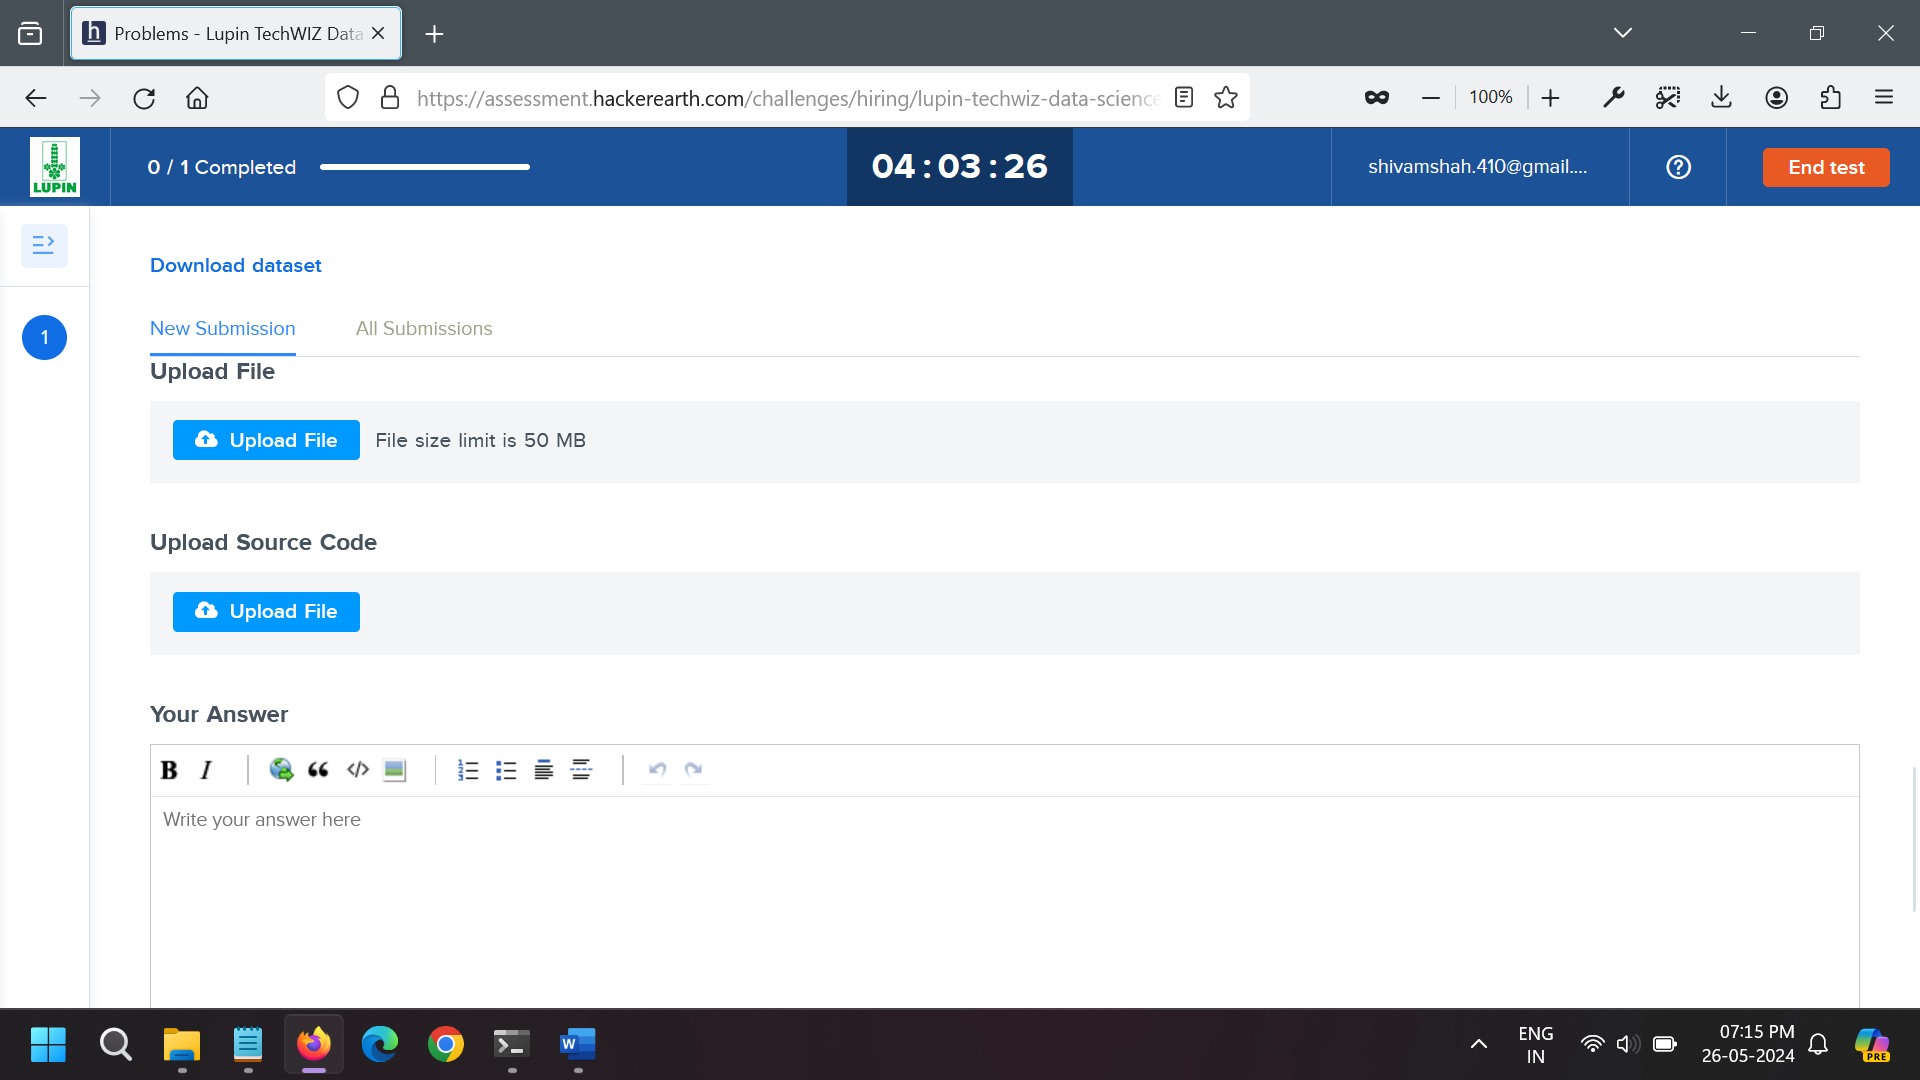 Problems - Lupin TechWIZ Data
https://assessment.hackerearth.com/challenges/hiring/lupin-techwiz-data-science
100%
LUPIN
0 / 1 Completed
04 : 03 : 26
shivamshah.410@gmail....
End test
Download dataset
1
New Submission
All Submissions
Upload File
Upload File
File size limit is 50 MB
Upload Source Code
Upload File
Your Answer
B I
Write your answer here
ENG
IN
07:15 PM
26-05-2024
PRE